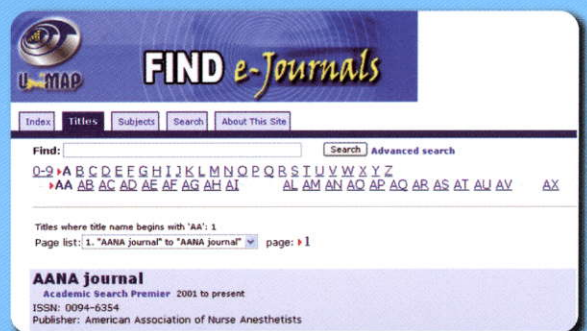 UniMAP
FIND e-Journals
Index Titles Subjects Search About This Site
Find: Search Advanced search
0-9 A B C D E F G H I J K L M N O P Q R S T U V W X Y Z
AA AB AC AD AE AF AG AH AI AL AM AN AO AP AQ AR AS AT AU AV AX
Titles where title name begins with 'AA': 1
Page list: 1. "AANA journal" to "AANA journal" page: 1
AANA journal
Academic Search Premier 2001 to present
ISSN: 0094-6354
Publisher: American Association of Nurse Anesthetists